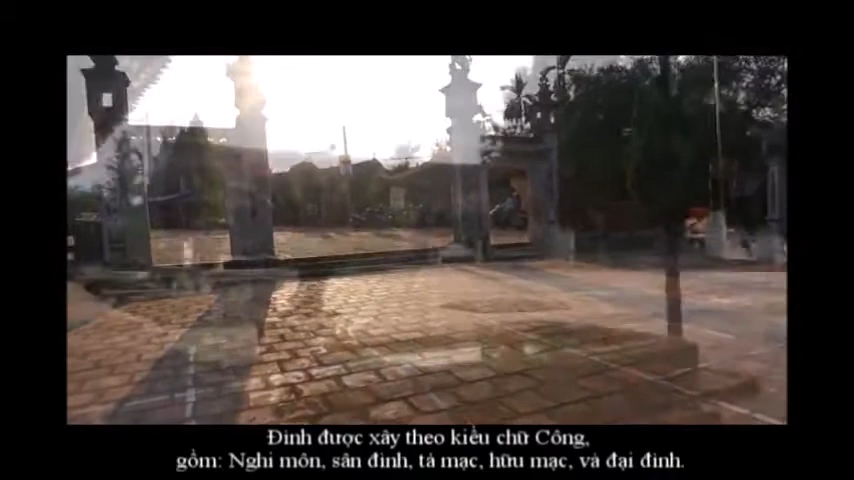 Đình được xây theo kiểu chữ Công,
gồm: Nghi môn, sân đình, tả mạc, hữu mạc, và đại đình.